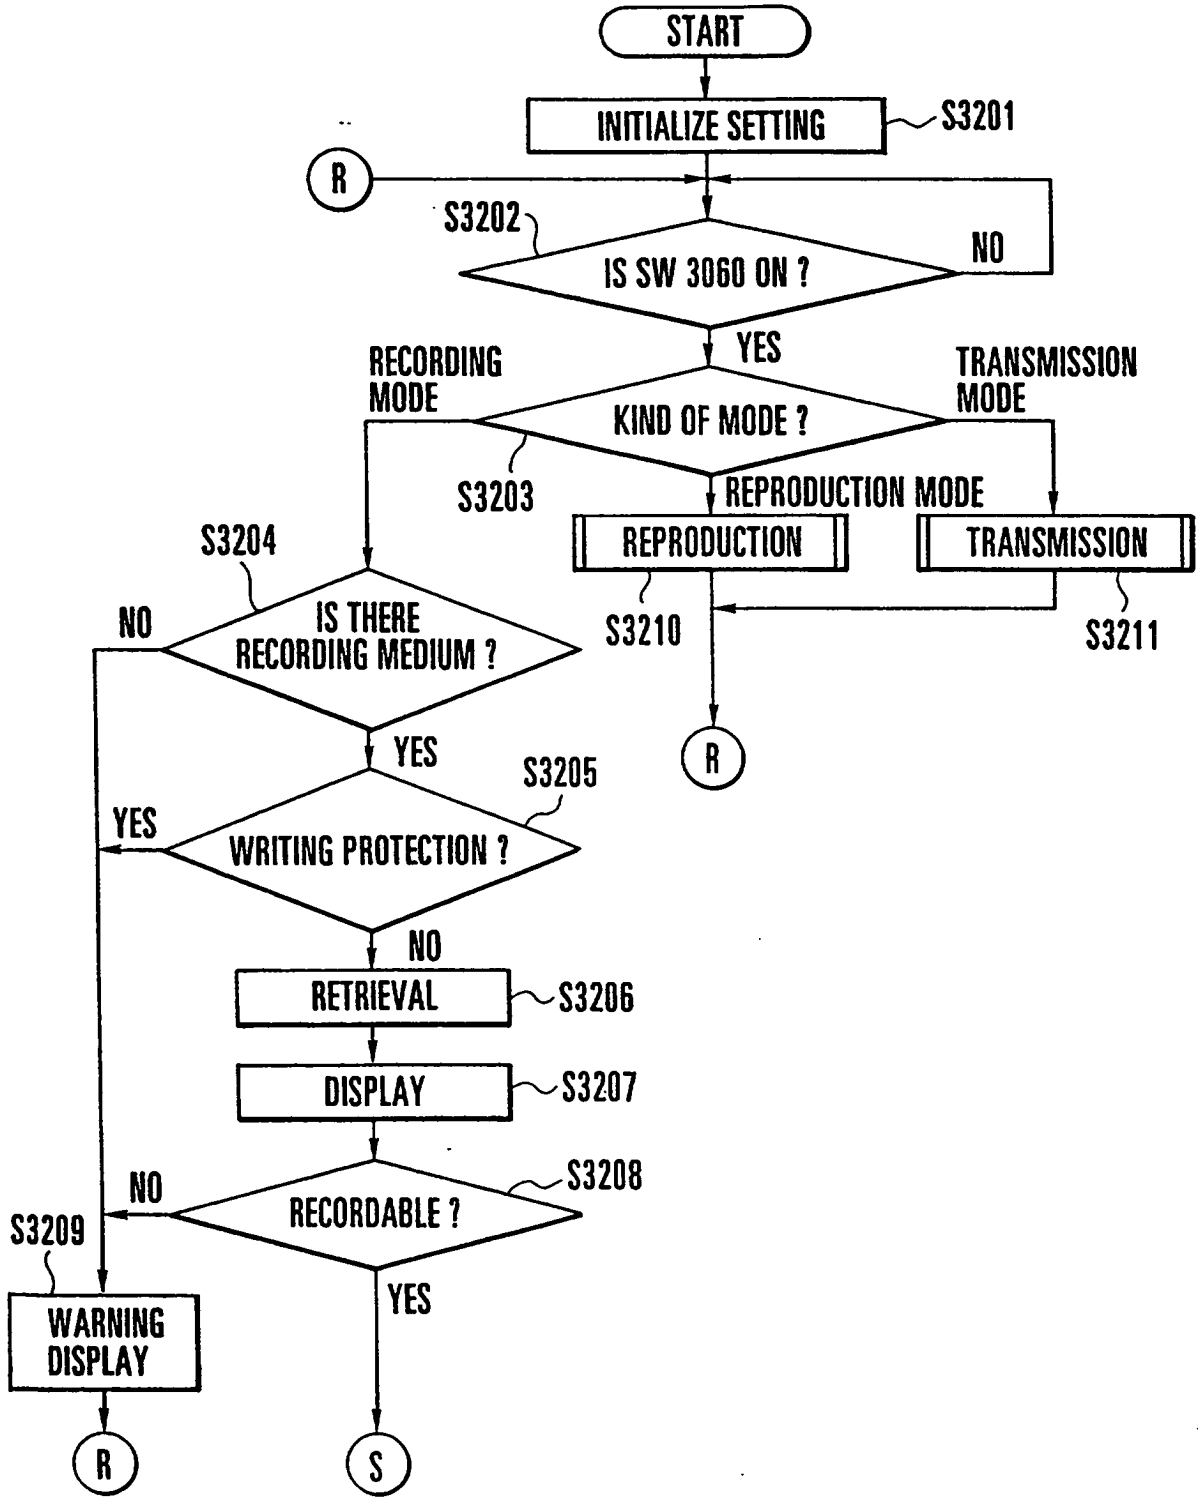 START
INITIALIZE SETTING
S3201
R
S3202
IS SW 3060 ON ?
NO
YES
RECORDING
MODE
TRANSMISSION
MODE
KIND OF MODE ?
S3203
REPRODUCTION MODE
S3204
REPRODUCTION
TRANSMISSION
NO
IS THERE
RECORDING MEDIUM ?
S3210
S3211
YES
R
S3205
YES
WRITING PROTECTION ?
NO
RETRIEVAL
S3206
DISPLAY
S3207
S3208
NO
RECORDABLE ?
S3209
YES
WARNING
DISPLAY
R
S